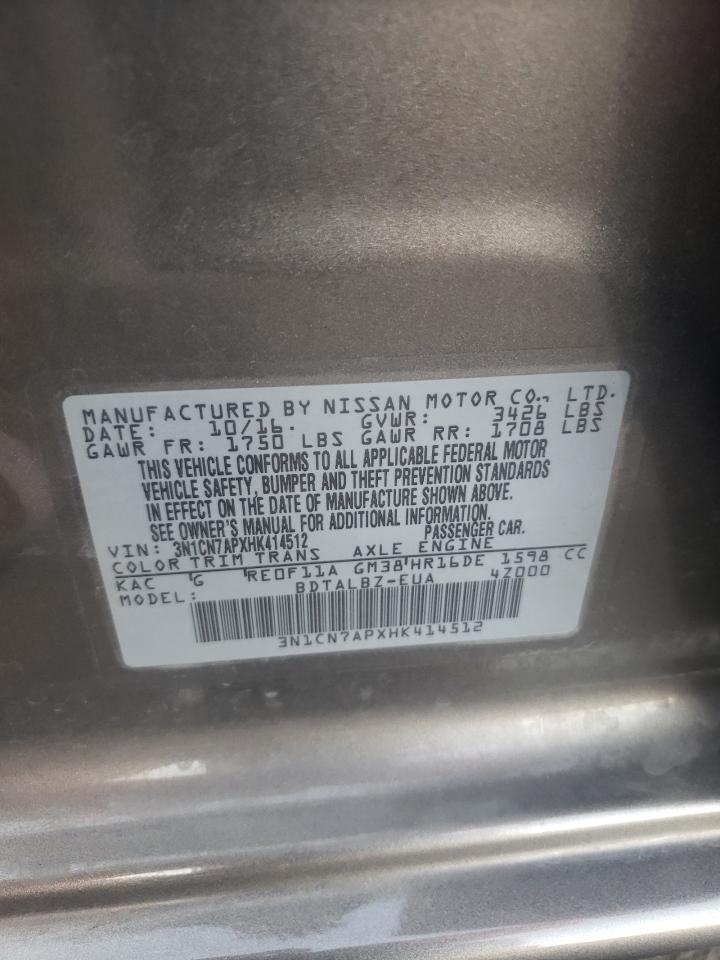 MANUFACTURED BY NISSAN MOTOR CO., LTD.
DATE: 10/16. GVWR: 3426 LBS
GAWR FR: 1750 LBS GAWR RR: 1708 LBS
THIS VEHICLE CONFORMS TO ALL APPLICABLE FEDERAL MOTOR
VEHICLE SAFETY, BUMPER AND THEFT PREVENTION STANDARDS
IN EFFECT ON THE DATE OF MANUFACTURE SHOWN ABOVE.
SEE OWNER'S MANUAL FOR ADDITIONAL INFORMATION.
VIN: 3N1CN7APXHK414512 PASSENGER CAR.
COLOR TRIM TRANS AXLE ENGINE
KAC G RE0F11A GM38 HR16DE 1598 CC
MODEL: BDTALBZ-EUA 4Z000
3N1CN7APXHK414512